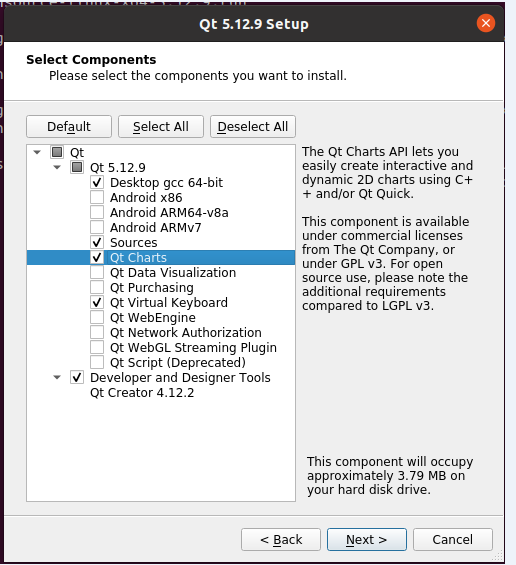 Qt 5.12.9 Setup
Select Components
Please select the components you want to install.
Default
Select All
Deselect All
Qt
Qt 5.12.9
Desktop gcc 64-bit
Android x86
Android ARM64-v8a
Android ARMv7
Sources
Qt Charts
Qt Data Visualization
Qt Purchasing
Qt Virtual Keyboard
Qt WebEngine
Qt Network Authorization
Qt WebGL Streaming Plugin
Qt Script (Deprecated)
Developer and Designer Tools
Qt Creator 4.12.2
The Qt Charts API lets you
easily create interactive and
dynamic 2D charts using C+
+ and/or Qt Quick.
This component is available
under commercial licenses
from The Qt Company, or
under GPL v3. For open
source use, please note the
additional requirements
compared to LGPL v3.
This component will occupy
approximately 3.79 MB on
your hard disk drive.
< Back
Next >
Cancel